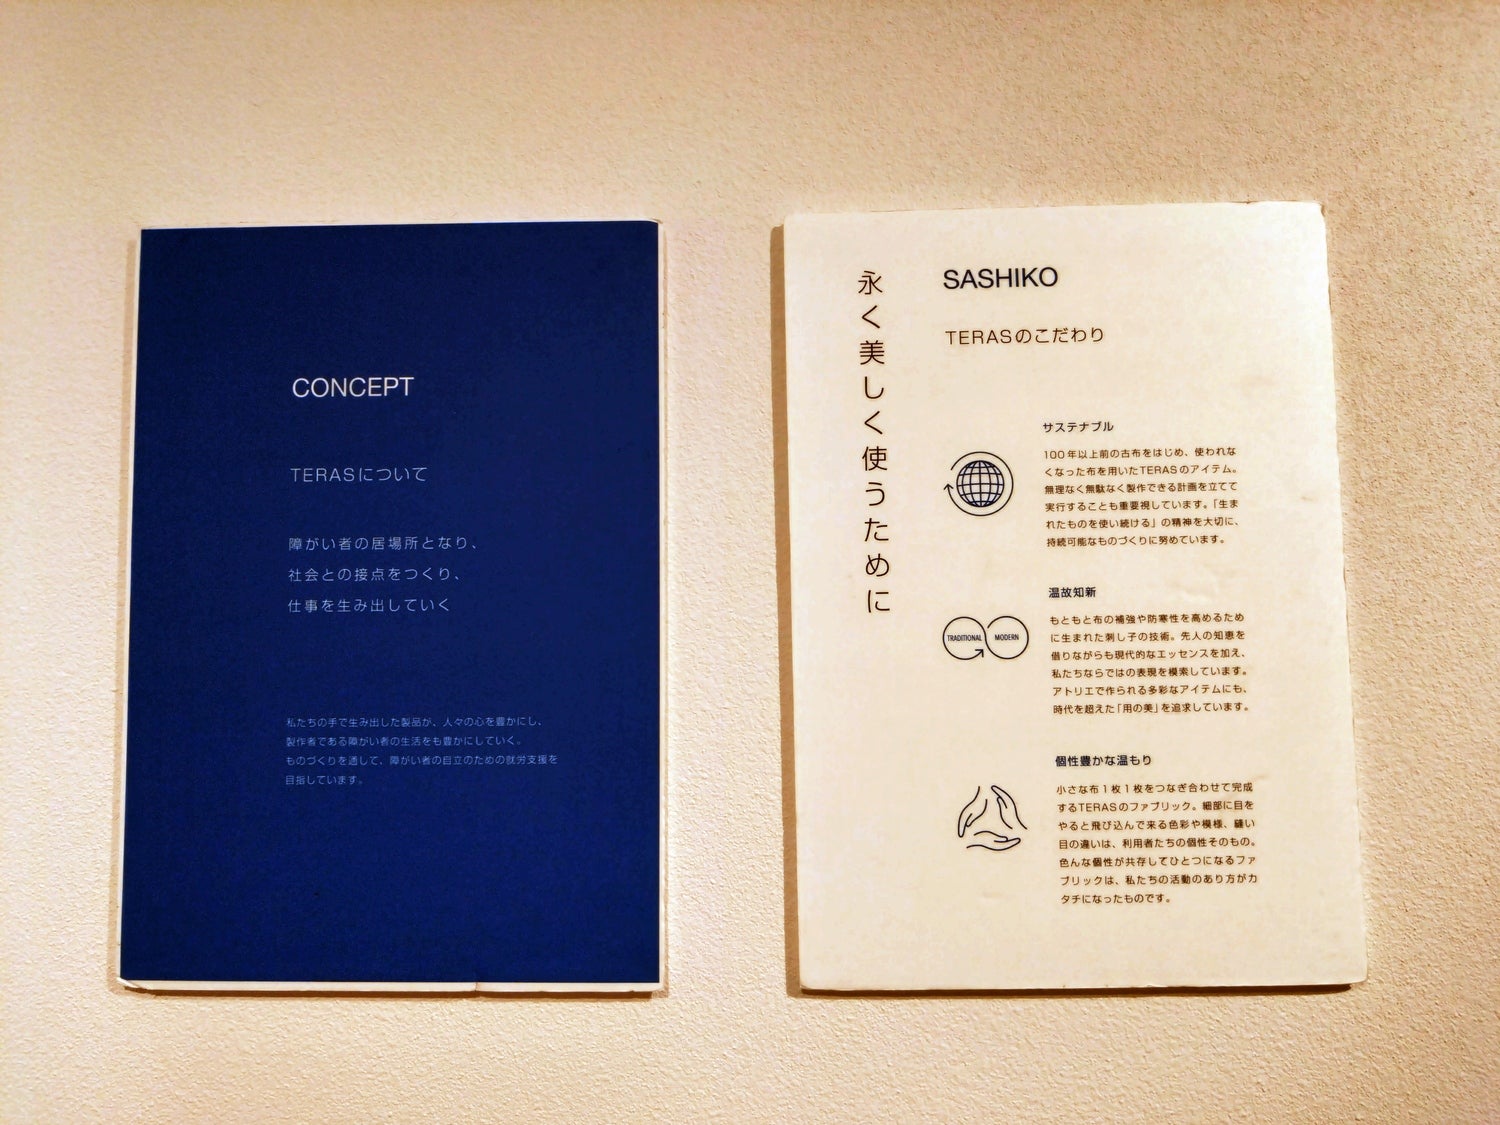 CONCEPT
TERASについて
障がい者の居場所となり、
社会との接点をつくり、
仕事を生み出していく
私たちの手で生み出した製品が、人々の心を豊かにし、
製作者である障がい者の生活をも豊かにしていく。
ものづくりを通して、障がい者の自立のための就労支援を
目指しています。
永く美しく使うために
SASHIKO
TERASのこだわり
サステナブル
100年以上前の古布をはじめ、使われな
くなった布を用いたTERASのアイテム。
無理なく無駄なく製作できる計画を立てて
実行することも重要視しています。「生ま
れたものを使い続ける」の精神を大切に、
持続可能なものづくりに努めています。
温故知新
TRADITIONAL MODERN
もともと布の補強や防寒性を高めるため
に生まれた刺し子の技術。先人の知恵を
借りながらも現代的なエッセンスを加え、
私たちならではの表現を模索しています。
アトリエで作られる多彩なアイテムにも、
時代を超えた「用の美」を追求しています。
個性豊かな温もり
小さな布1枚1枚をつなぎ合わせて完成
するTERASのファブリック。細部に目を
やると飛び込んで来る色彩や模様、縫い
目の違いは、利用者たちの個性そのもの。
色んな個性が共存してひとつになるファ
ブリックは、私たちの活動のあり方がカ
タチになったものです。